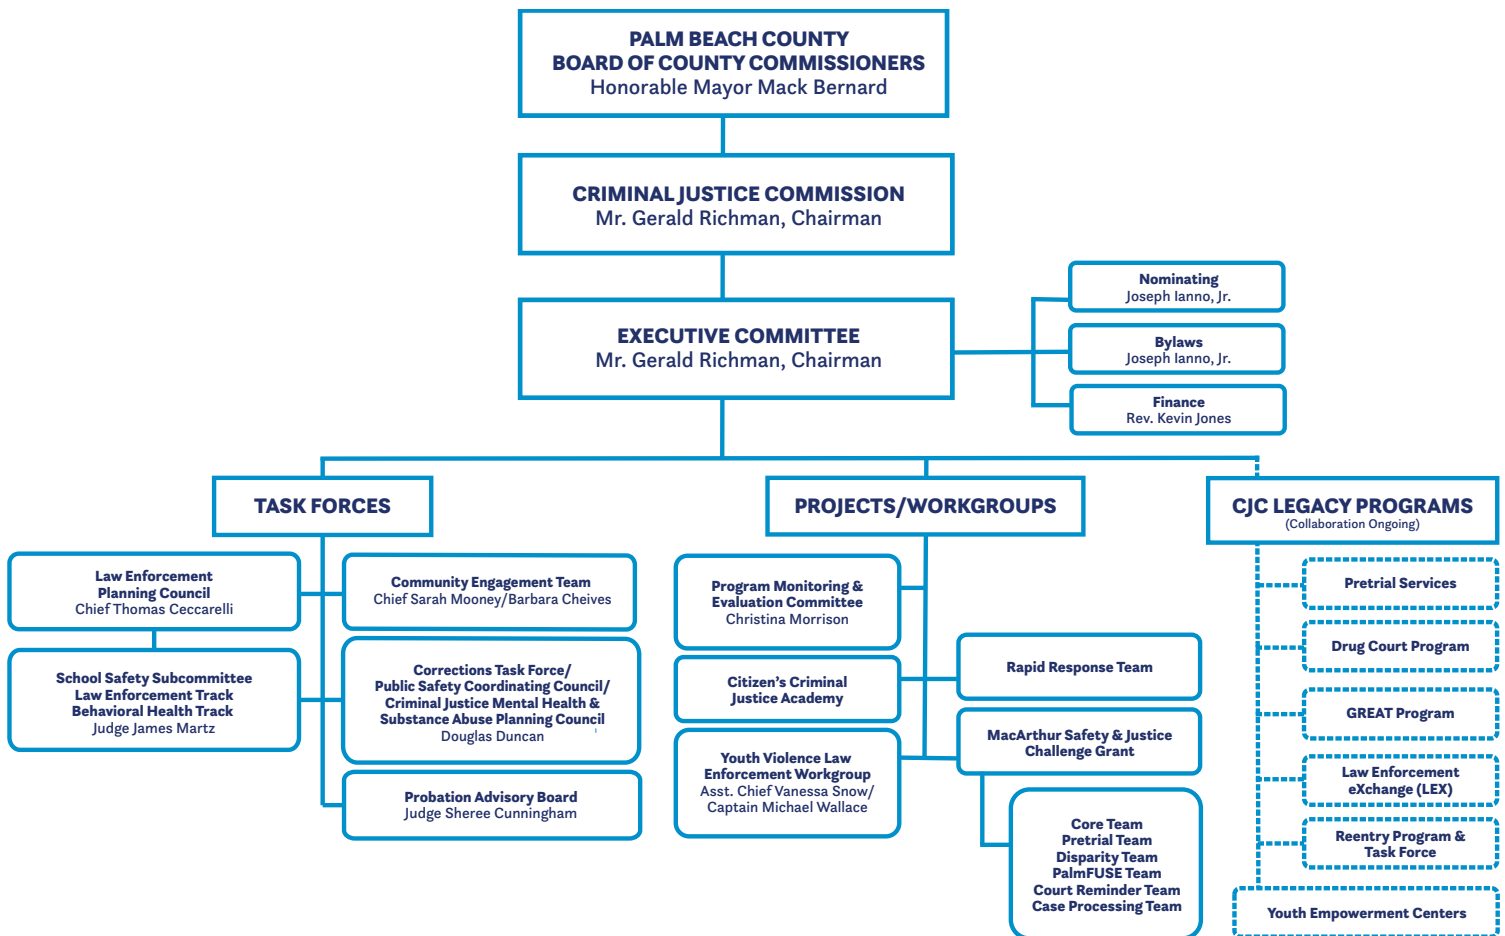 PALM BEACH COUNTY
BOARD OF COUNTY COMMISSIONERS
Honorable Mayor Mack Bernard
CRIMINAL JUSTICE COMMISSION
Mr. Gerald Richman, Chairman
EXECUTIVE COMMITTEE
Mr. Gerald Richman, Chairman
Nominating
Joseph Ianno, Jr.
Bylaws
Joseph Ianno, Jr.
Finance
Rev. Kevin Jones
TASK FORCES
Law Enforcement
Planning Council
Chief Thomas Ceccarelli
School Safety Subcommittee
Law Enforcement Track
Behavioral Health Track
Judge James Martz
Community Engagement Team
Chief Sarah Mooney/Barbara Cheives
Corrections Task Force/
Public Safety Coordinating Council/
Criminal Justice Mental Health &
Substance Abuse Planning Council
Douglas Duncan
Probation Advisory Board
Judge Sheree Cunningham
PROJECTS/WORKGROUPS
Program Monitoring &
Evaluation Committee
Christina Morrison
Citizen's Criminal
Justice Academy
Youth Violence Law
Enforcement Workgroup
Asst. Chief Vanessa Snow/
Captain Michael Wallace
Rapid Response Team
MacArthur Safety & Justice
Challenge Grant
Core Team
Pretrial Team
Disparity Team
PalmFUSE Team
Court Reminder Team
Case Processing Team
CJC LEGACY PROGRAMS
(Collaboration Ongoing)
Pretrial Services
Drug Court Program
GREAT Program
Law Enforcement
eXchange (LEX)
Reentry Program &
Task Force
Youth Empowerment Centers